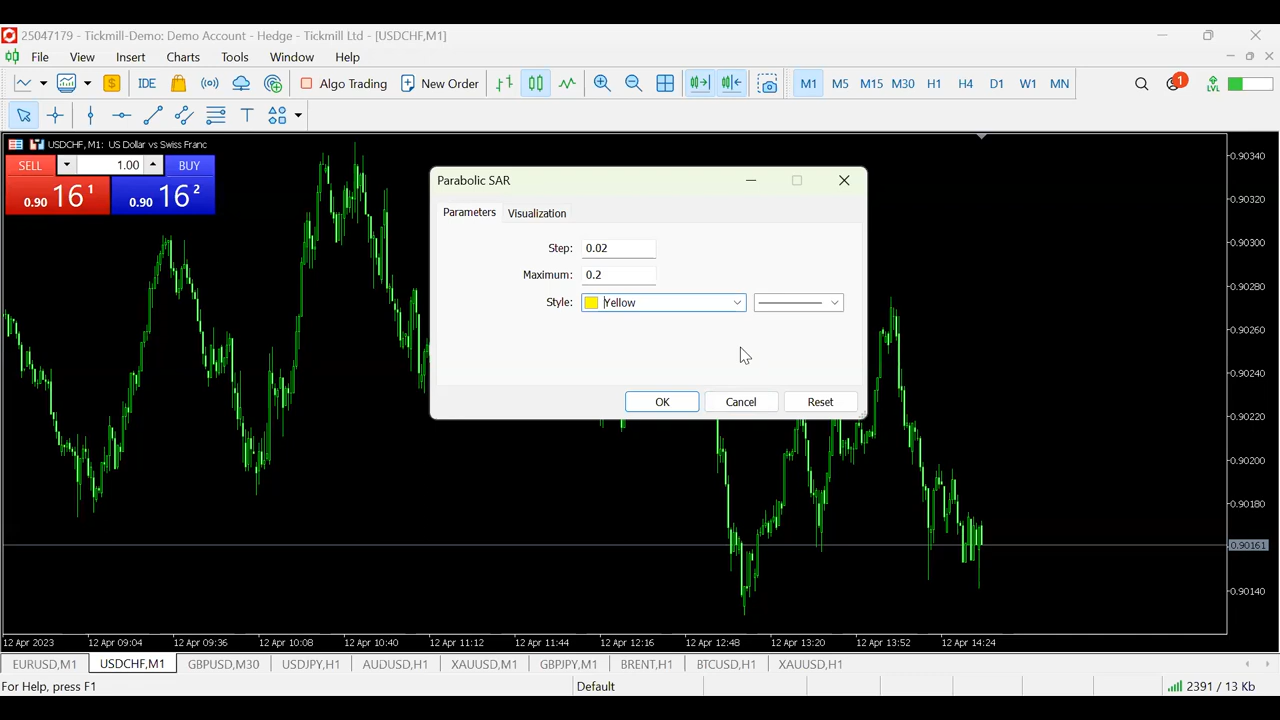 25047179 - Tickmill-Demo: Demo Account - Hedge - Tickmill Ltd - [USDCHF,M1]
File View Insert Charts Tools Window Help
IDE Algo Trading New Order M1 M5 M15 M30 H1 H4 D1 W1 MN 1 LVL
T
USDCHF, M1: US Dollar vs Swiss Franc
SELL 1.00 BUY
0.90 16 1 0.90 16 2
Parabolic SAR
Parameters Visualization
Step: 0.02
Maximum: 0.2
Style: Yellow
OK Cancel Reset
0.90340
0.90320
0.90300
0.90280
0.90260
0.90240
0.90220
0.90200
0.90180
0.90161
0.90140
12 Apr 2023 12 Apr 09:04 12 Apr 09:36 12 Apr 10:08 12 Apr 10:40 12 Apr 11:12 12 Apr 11:44 12 Apr 12:16 12 Apr 12:48 12 Apr 13:20 12 Apr 13:52 12 Apr 14:24
EURUSD,M1 USDCHF,M1 GBPUSD,M30 USDJPY,H1 AUDUSD,H1 XAUUSD,M1 GBPJPY,M1 BRENT,H1 BTCUSD,H1 XAUUSD,H1
For Help, press F1 Default 2391 / 13 Kb